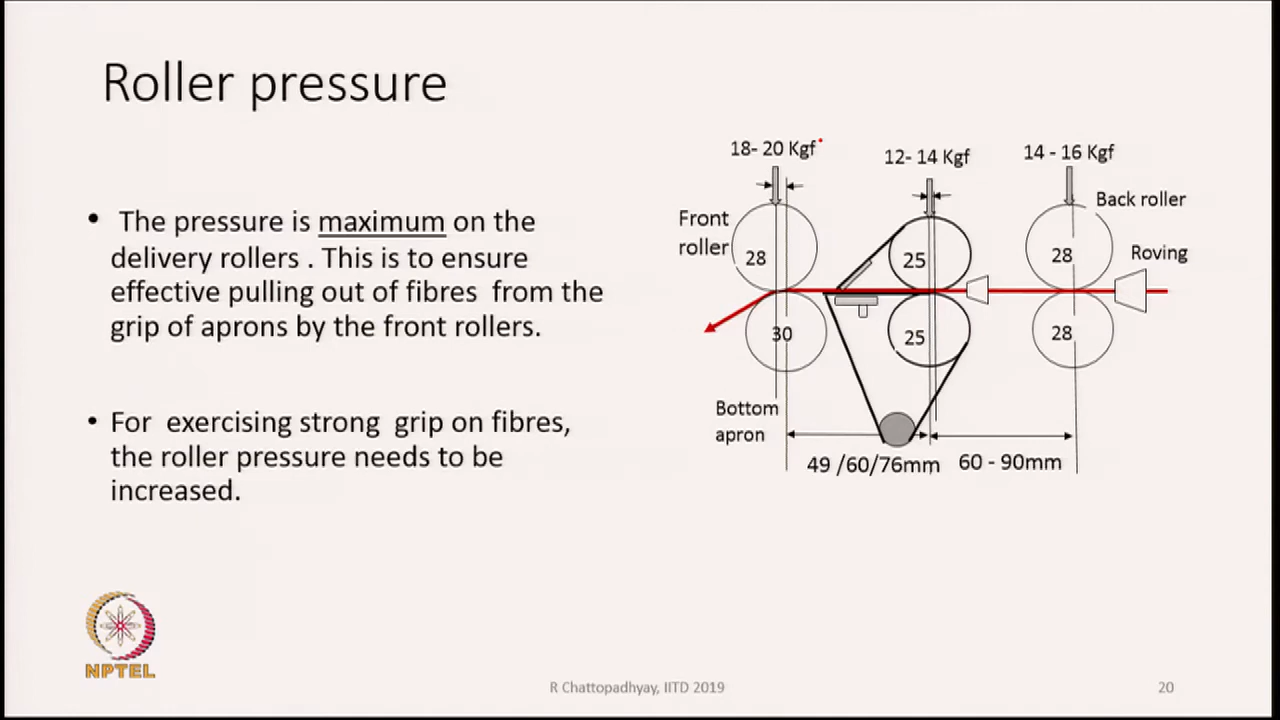 Roller pressure
• The pressure is maximum on the
delivery rollers . This is to ensure
effective pulling out of fibres from the
grip of aprons by the front rollers.
• For exercising strong grip on fibres,
the roller pressure needs to be
increased.
18- 20 Kgf
12- 14 Kgf
14 - 16 Kgf
Back roller
Front
roller
28
25
28
Roving
30
25
28
Bottom
apron
49 /60/76mm
60 - 90mm
NPTEL
R Chattopadhyay, IITD 2019
20